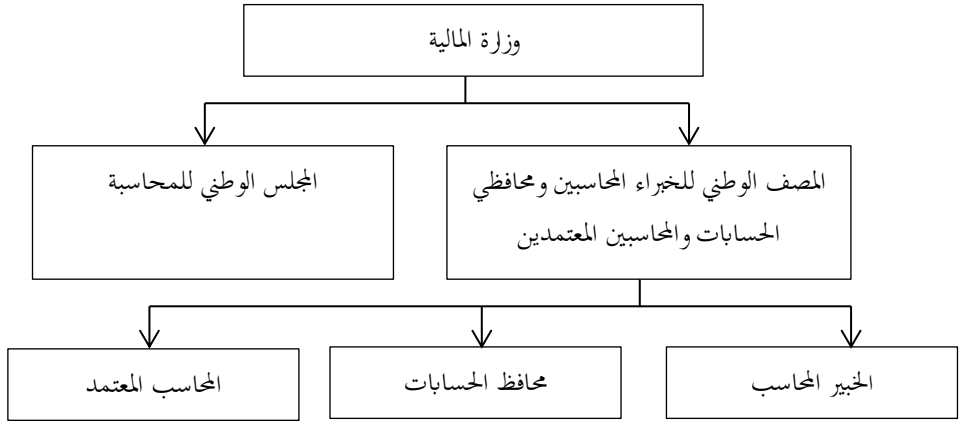 وزارة المالية
المصف الوطني للخبراء المحاسبين ومحافظي
الحسابات والمحاسبين المعتمدين
المجلس الوطني للمحاسبة
الخبير المحاسب
محافظ الحسابات
المحاسب المعتمد